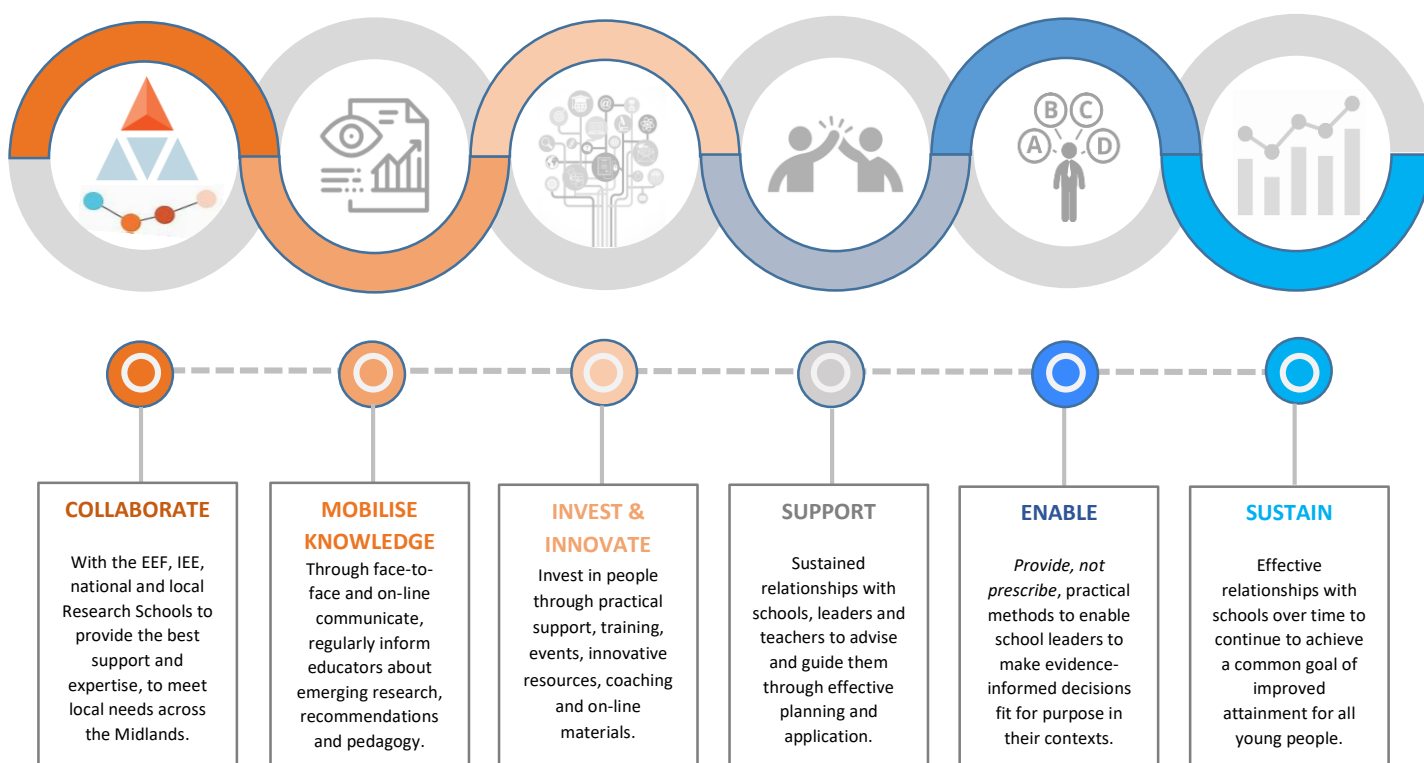 B C
A D
COLLABORATE
With the EEF, IEE,
national and local
Research Schools to
provide the best
support and
expertise, to meet
local needs across
the Midlands.
MOBILISE
KNOWLEDGE
Through face-to-
face and on-line
communicate,
regularly inform
educators about
emerging research,
recommendations
and pedagogy.
INVEST &
INNOVATE
Invest in people
through practical
support, training,
events, innovative
resources, coaching
and on-line
materials.
SUPPORT
Sustained
relationships with
schools, leaders and
teachers to advise
and guide them
through effective
planning and
application.
ENABLE
Provide, not
prescribe, practical
methods to enable
school leaders to
make evidence-
informed decisions
fit for purpose in
their contexts.
SUSTAIN
Effective
relationships with
schools over time to
continue to achieve
a common goal of
improved
attainment for all
young people.